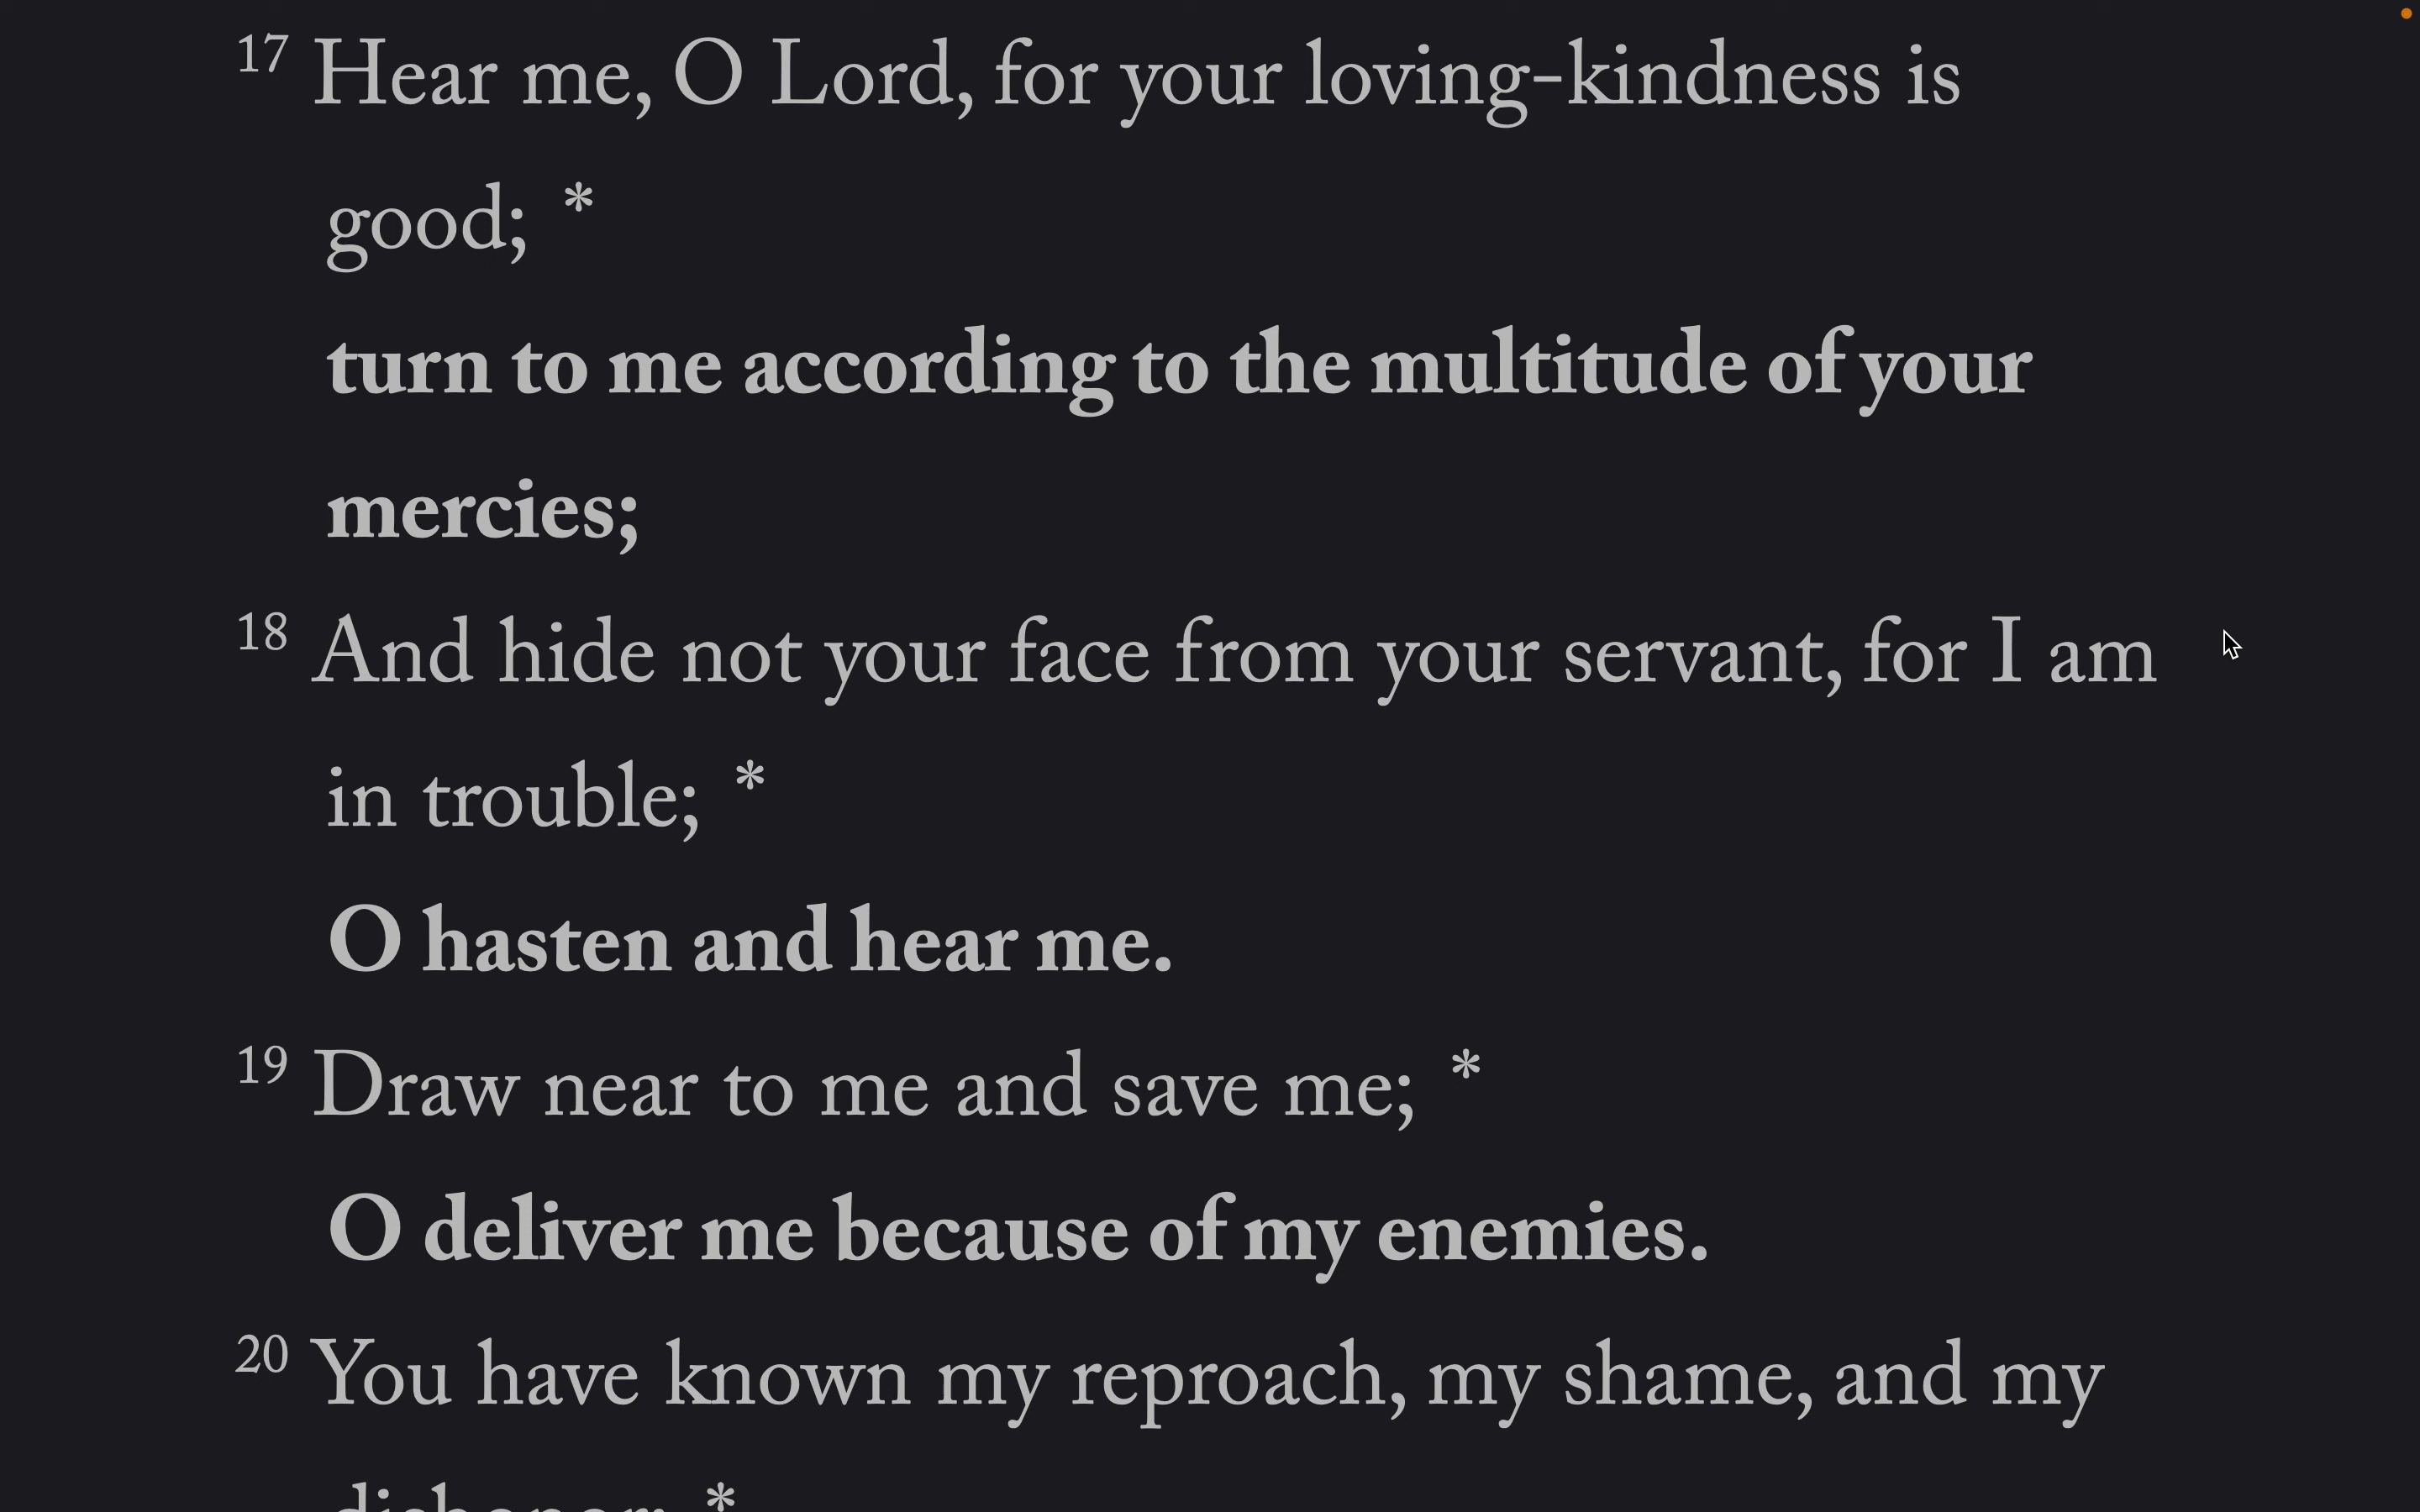 17 Hear me, O Lord, for your loving-kindness is
good; *
turn to me according to the multitude of your
mercies;
18 And hide not your face from your servant, for I am
in trouble; *
O hasten and hear me.
19 Draw near to me and save me; *
O deliver me because of my enemies.
20 You have known my reproach, my shame, and my
*